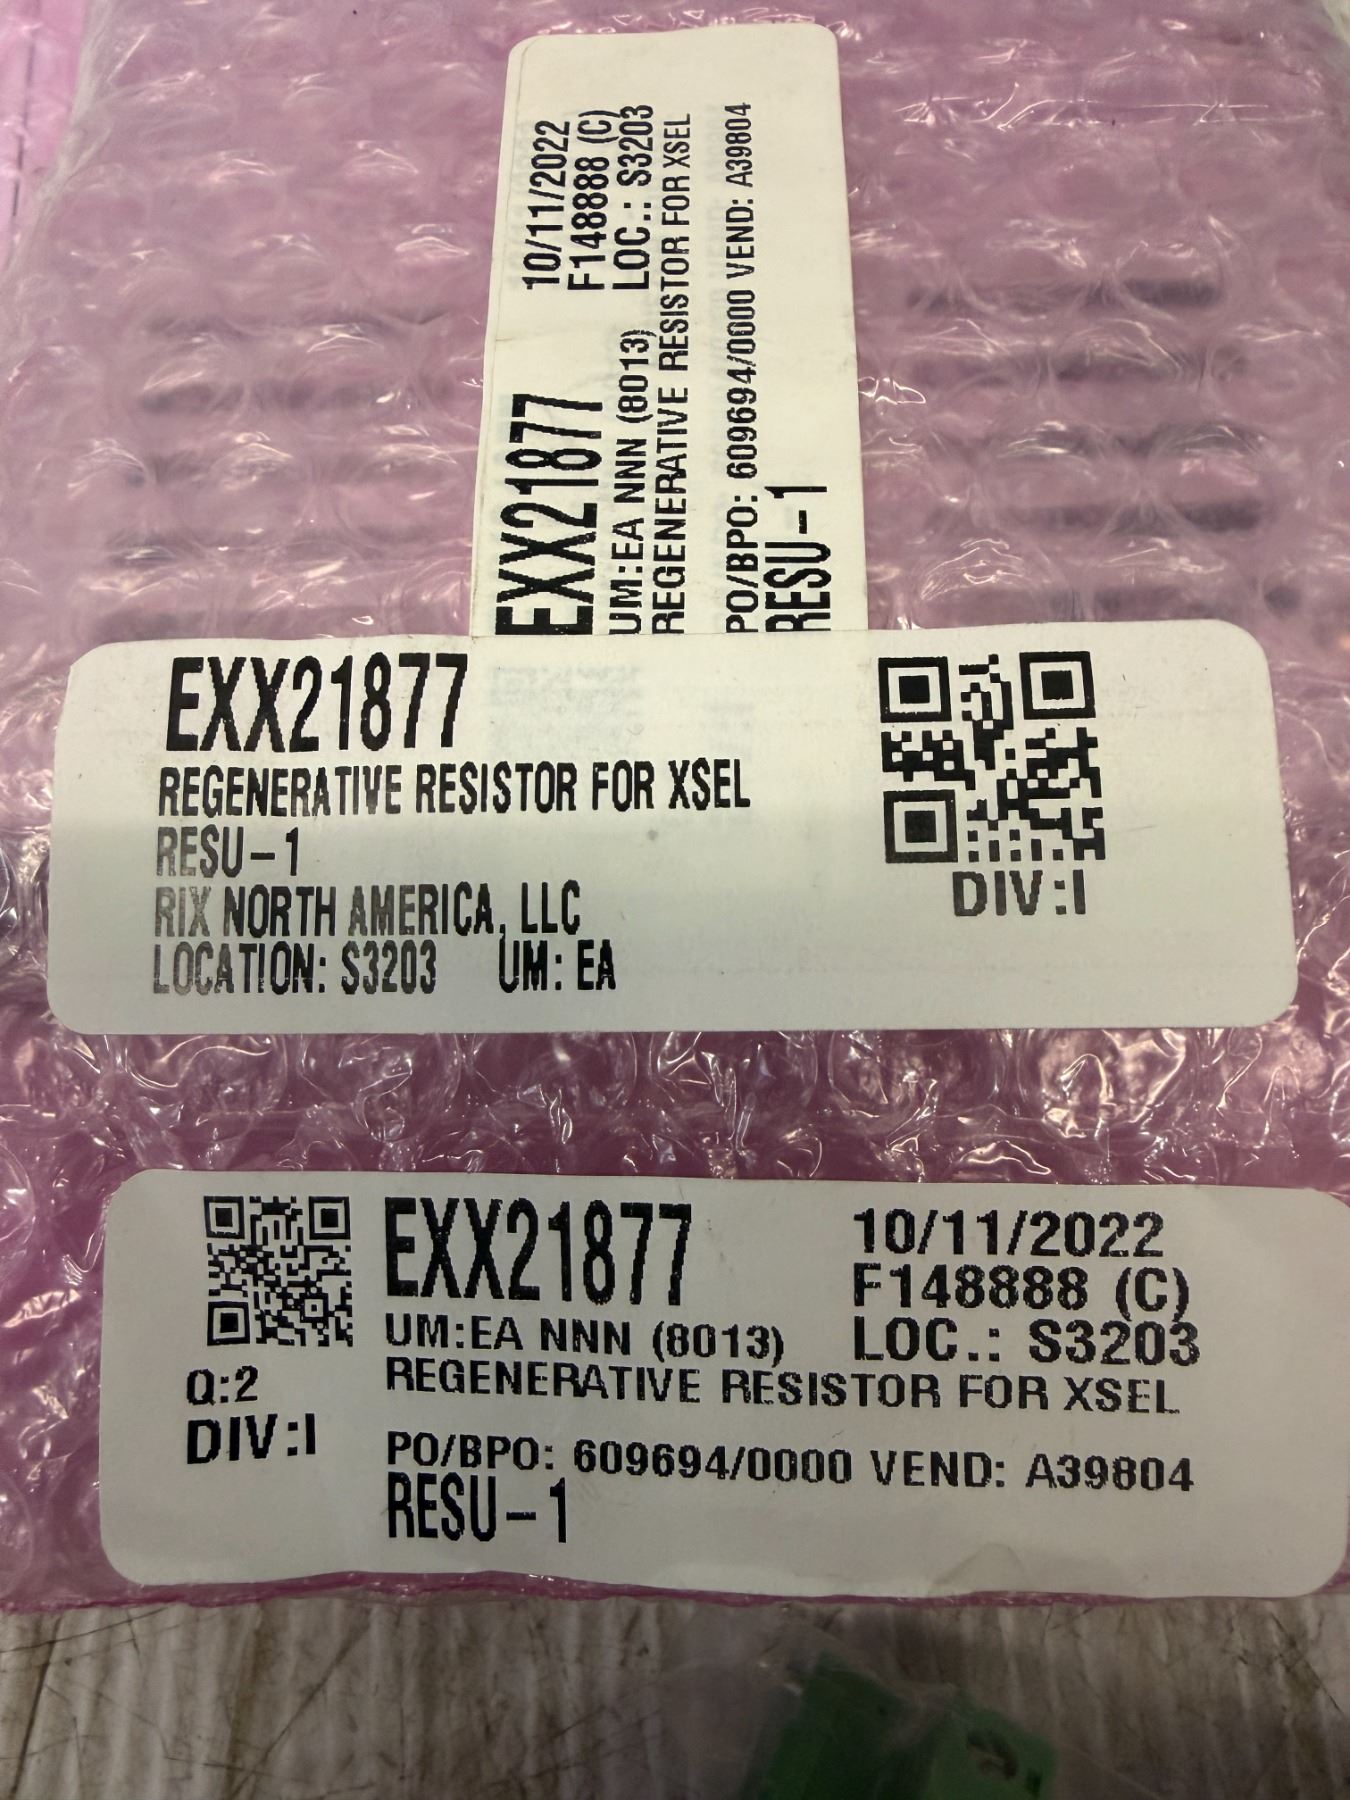 10/11/2022
F148888 (C)
EXX21877 LOC.: S3203
UM:EA NNN (8013)
REGENERATIVE RESISTOR FOR XSEL
PO/BPO: 609694/0000 VEND: A39804
RESU-1
EXX21877
REGENERATIVE RESISTOR FOR XSEL
RESU-1
RIX NORTH AMERICA, LLC
LOCATION: S3203 UM: EA
DIV:I
EXX21877 10/11/2022
F148888 (C)
UM:EA NNN (8013) LOC.: S3203
Q:2 REGENERATIVE RESISTOR FOR XSEL
DIV:I PO/BPO: 609694/0000 VEND: A39804
RESU-1